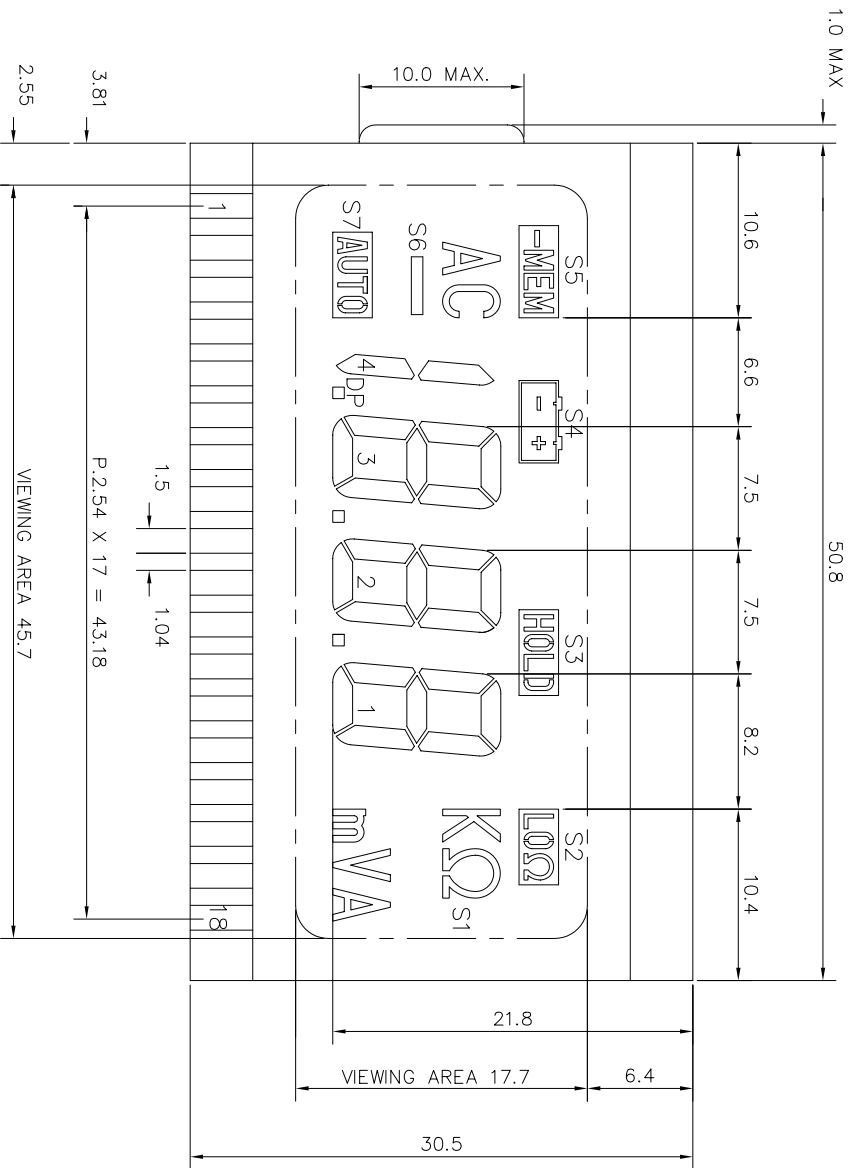 1.0 MAX
50.8
10.6
6.6
7.5
7.5
8.2
10.4
10.0 MAX.
S5
S4
S3
S2
-MEM
- +
HOLD
LOΩ
AC
KΩ
S1
S6
S7
AUTO
4
DP
3
2
1
mVA
6.4
21.8
VIEWING AREA 17.7
30.5
1
18
1.5
1.04
3.81
P.2.54 X 17 = 43.18
2.55
VIEWING AREA 45.7